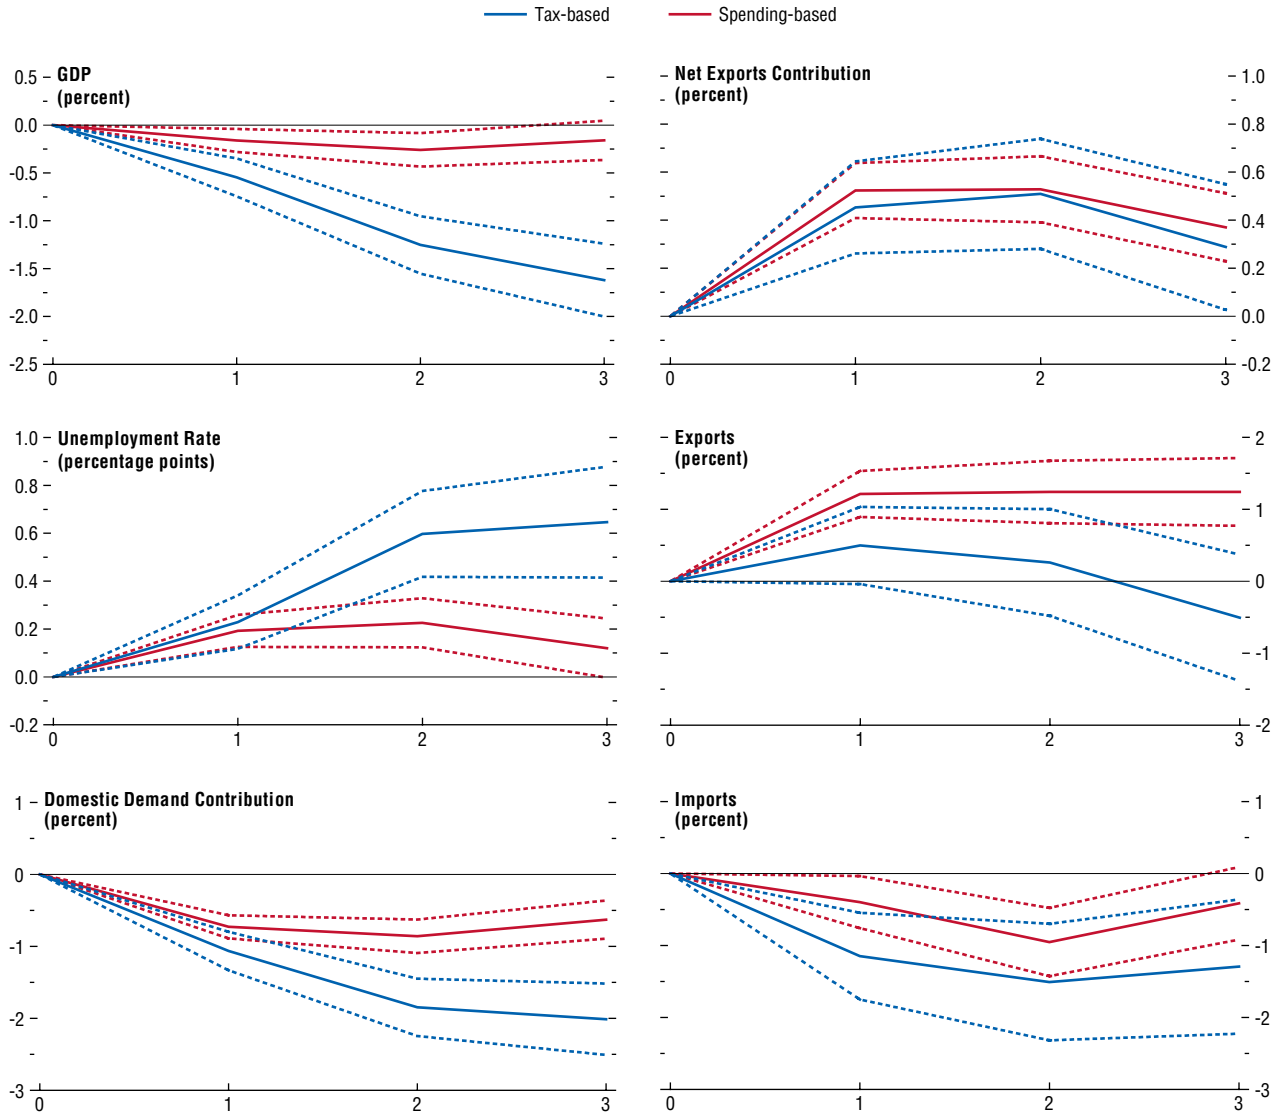 Tax-based
Spending-based
GDP
(percent)
0.5
0.0
-0.5
-1.0
-1.5
-2.0
-2.5
0 1 2 3
Net Exports Contribution
(percent)
1.0
0.8
0.6
0.4
0.2
0.0
-0.2
0 1 2 3
Unemployment Rate
(percentage points)
1.0
0.8
0.6
0.4
0.2
0.0
-0.2
0 1 2 3
Exports
(percent)
2
1
0
-1
-2
0 1 2 3
Domestic Demand Contribution
(percent)
1
0
-1
-2
-3
0 1 2 3
Imports
(percent)
1
0
-1
-2
-3
0 1 2 3